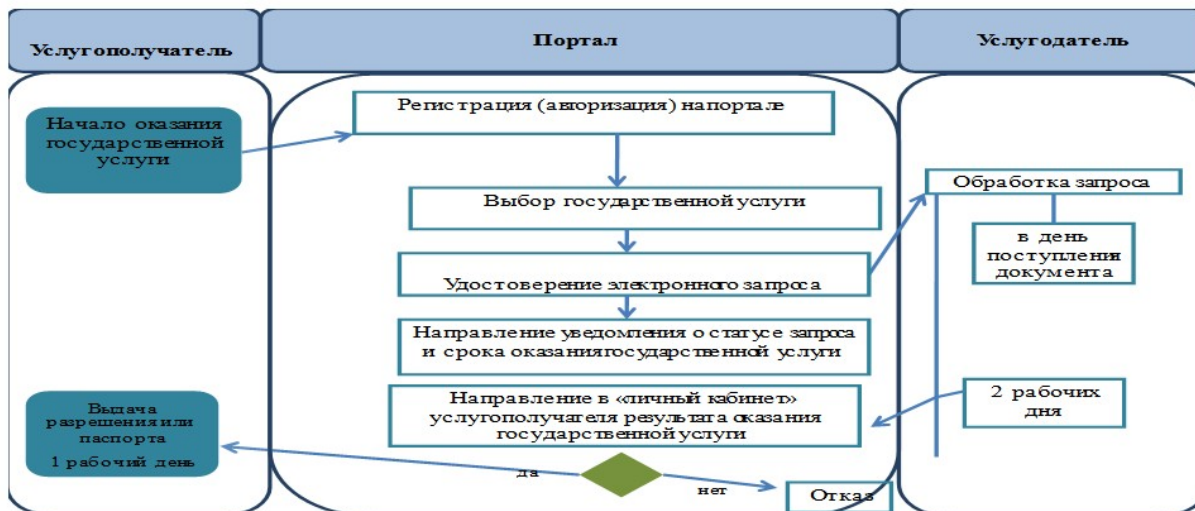 Услугополучатель
Портал
Услугодатель
Начало оказания
государственной
услуги
Регистрация (авторизация) на портале
Выбор государственной услуги
Удостоверение электронного запроса
Направление уведомления о статусе запроса
и срока оказания государственной услуги
Направление в «личный кабинет»
услугополучателя результата оказания
государственной услуги
Обработка запроса
в день
поступления
документа
2 рабочих
дня
Выдача
разрешения или
паспорта
1 рабочий день
да
нет
Отказ